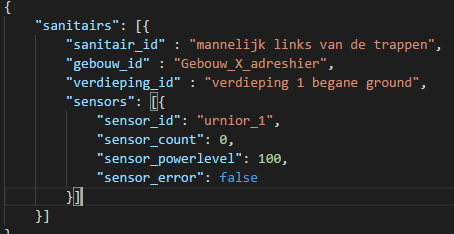 {
"sanitairs": [{
"sanitair_id" : "mannelijk links van de trappen",
"gebouw_id" : "Gebouw_X_adreshier",
"verdieping_id" : "verdieping 1 begane ground",
"sensors": [{
"sensor_id": "urnior_1",
"sensor_count": 0,
"sensor_powerlevel": 100,
"sensor_error": false
}]
}]
}